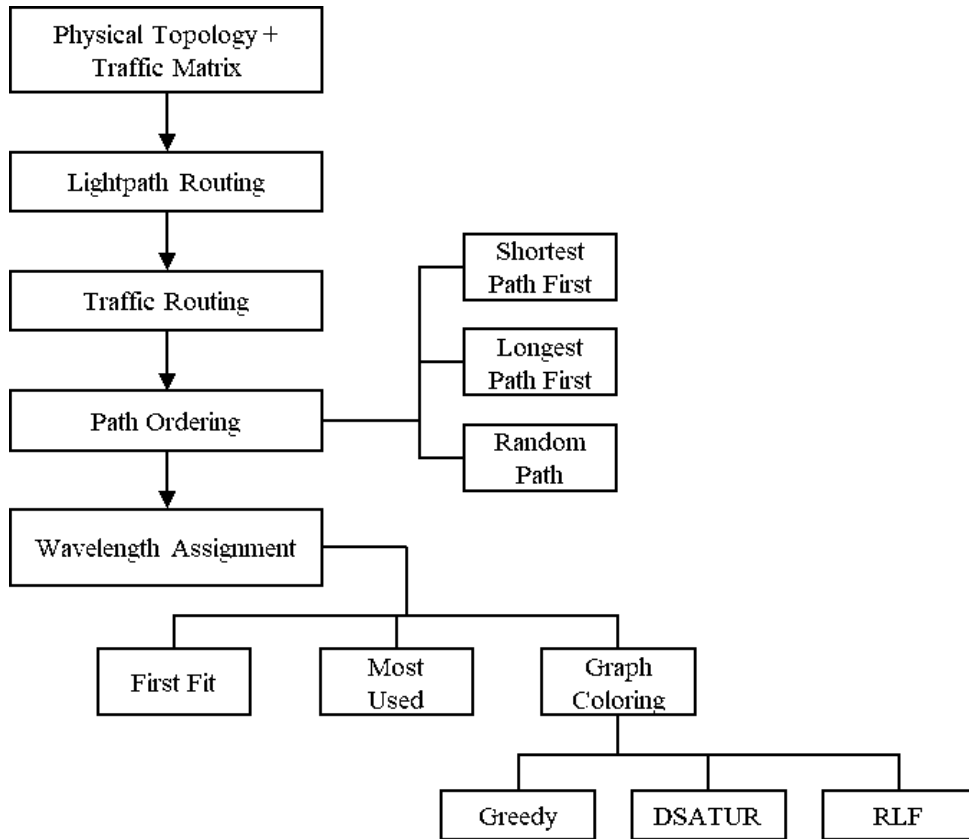 Physical Topology +
Traffic Matrix
Lightpath Routing
Traffic Routing
Shortest
Path First
Longest
Path First
Path Ordering
Random
Path
Wavelength Assignment
First Fit
Most
Used
Graph
Coloring
Greedy
DSATUR
RLF